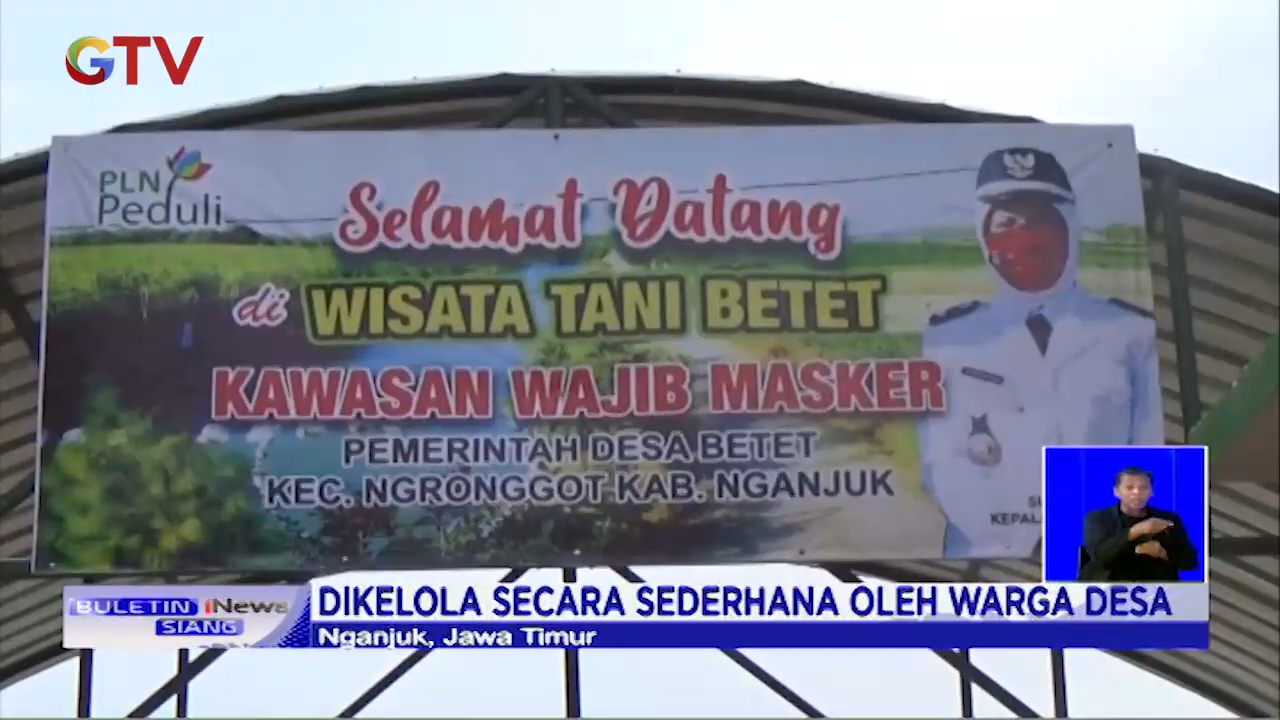 GTV
PLN
Peduli
Selamat Datang
di WISATA TANI BETET
KAWASAN WAJIB MASKER
PEMERINTAH DESA BETET
KEC. NGRONGGOT KAB. NGANJUK
BULETIN iNews
SIANG
DIKELOLA SECARA SEDERHANA OLEH WARGA DESA
Nganjuk, Jawa Timur